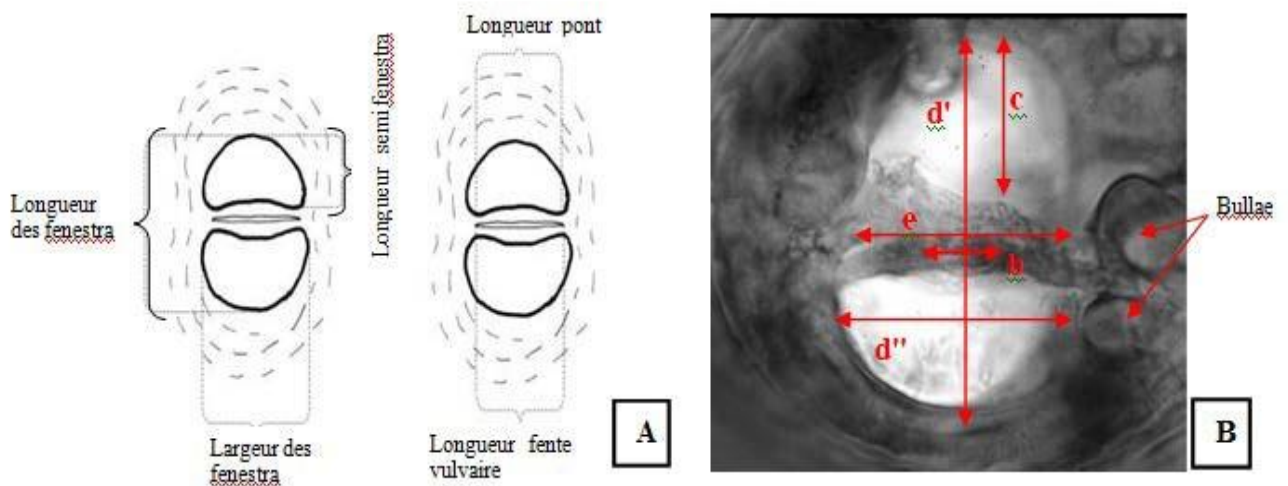 Longueur pont
Longueur semi fenestra
Longueur
des fenestra
Largeur des
fenestra
Longueur fente
vulvaire
A
d'
c
e
b
d''
Bullae
B